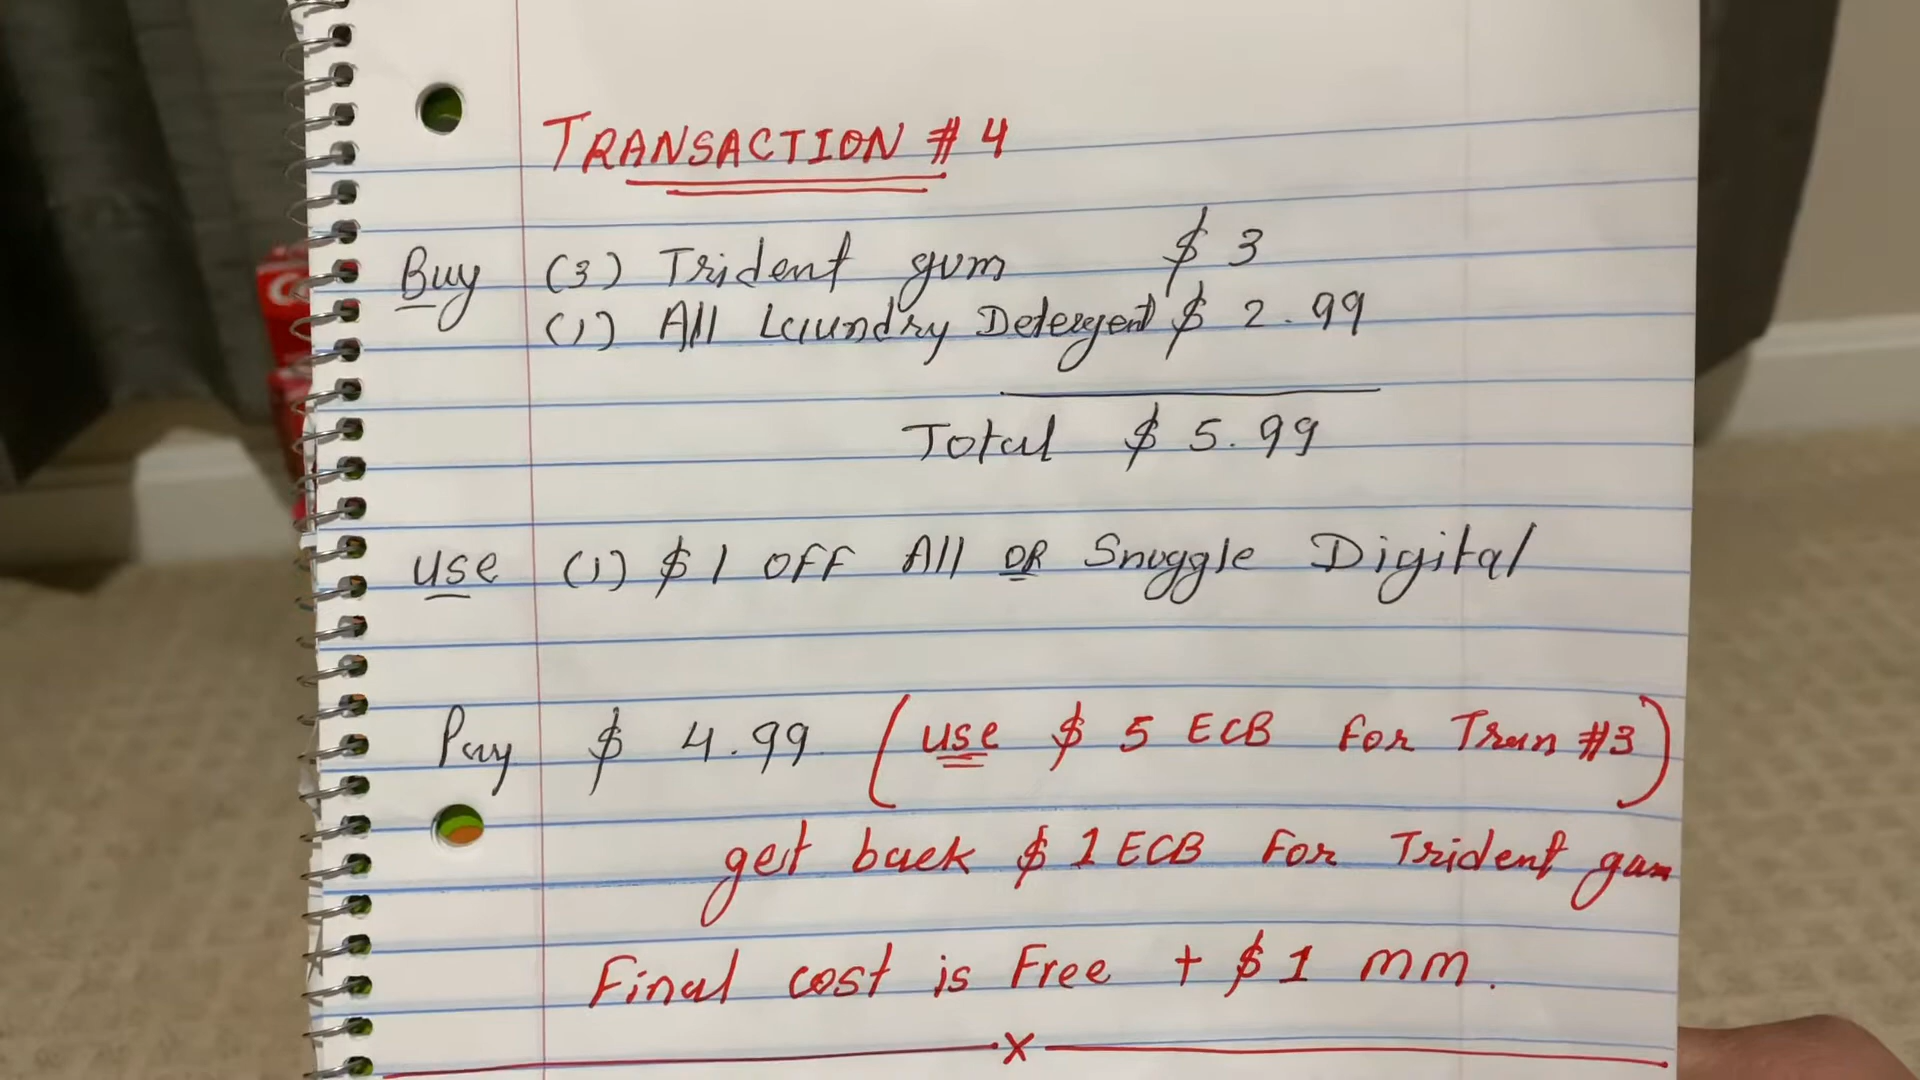 TRANSACTION # 4
Buy (3) Trident gum $ 3
(1) All Laundry Detergent $ 2.99
Total $ 5.99
use (1) $1 OFF All OR Snuggle Digital
Pay $ 4.99 (use $ 5 ECB for Tran #3)
get back $ 1 ECB For Trident gum
Final cost is Free + $1 mm.
x